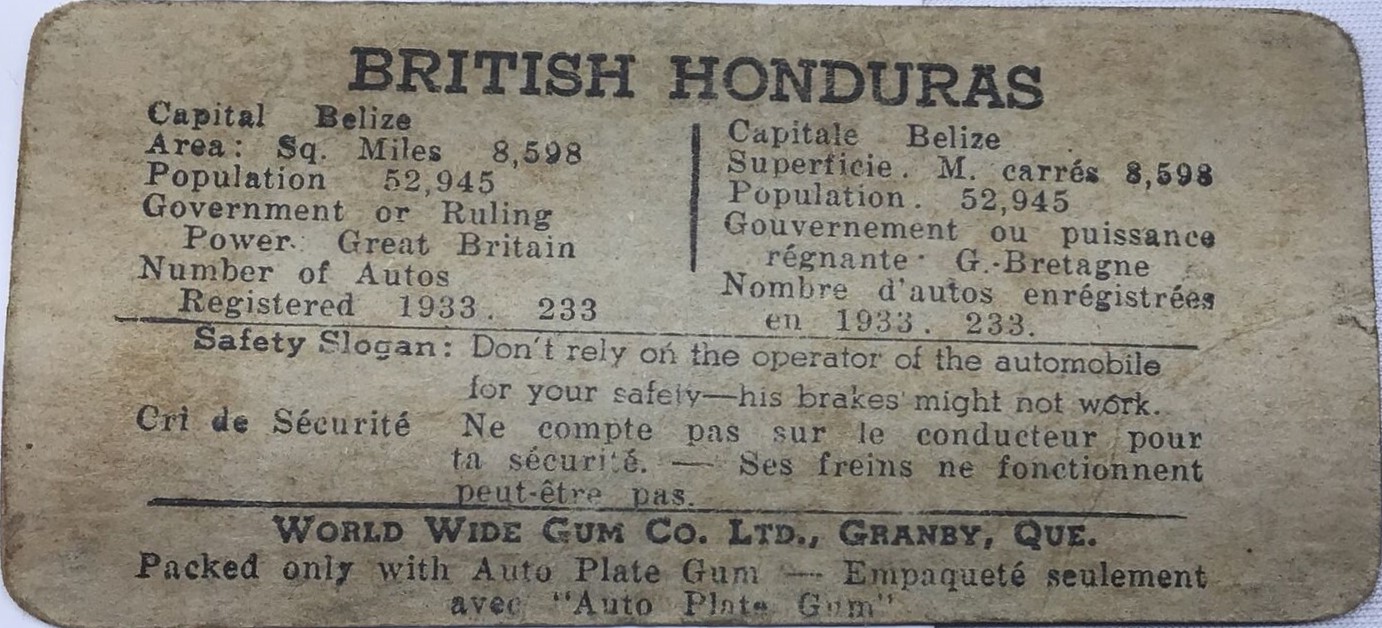 BRITISH HONDURAS
Capital Belize
Area: Sq. Miles 8,598
Population 52,945
Government or Ruling
Power. Great Britain
Number of Autos
Registered 1933. 233
Capitale Belize
Superficie. M. carrés 8,598
Population. 52,945
Gouvernement ou puissance
régnante· G.-Bretagne
Nombre d'autos enrégistrées
en 1933. 233.
Safety Slogan: Don't rely on the operator of the automobile
for your safety—his brakes might not work.
Cri de Sécurité Ne compte pas sur le conducteur pour
ta sécurité. — Ses freins ne fonctionnent
peut-être pas.
WORLD WIDE GUM CO. LTD., GRANBY, QUE.
Packed only with Auto Plate Gum — Empaqueté seulement
avec "Auto Plate Gum"